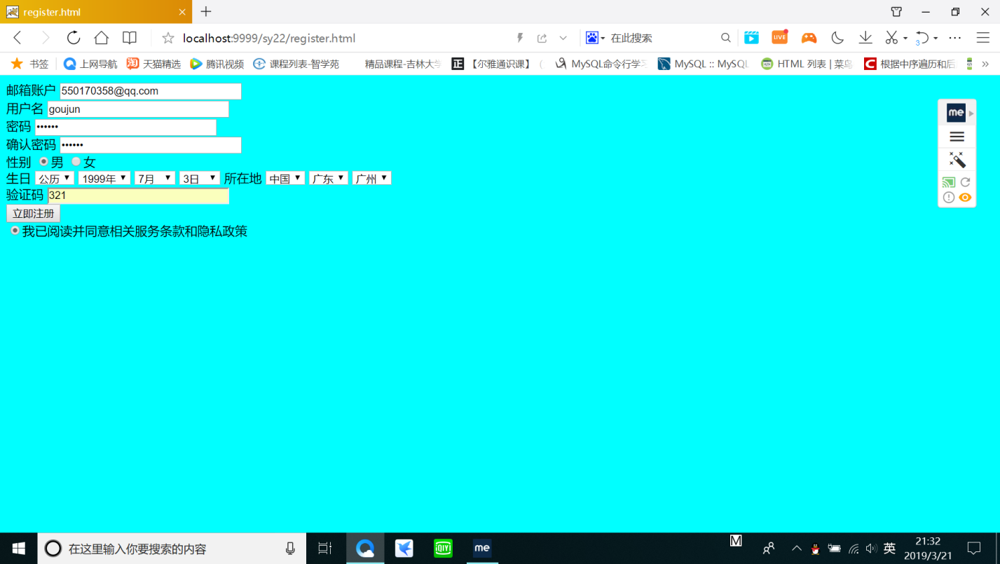 register.html
localhost:9999/sy22/register.html
LIVE
在此搜索
3
书签 上网导航 淘 天猫精选 腾讯视频 课程列表-智学苑 精品课程-吉林大学 正 【尔雅通识课】 ( MySQL命令行学习 MySQL :: MySQL HTML 列表 | 菜鸟 C 根据中序遍历和后
邮箱账户 550170358@qq.com
用户名 goujun
me
密码 ••••••
确认密码 ••••••
性别 男 女
生日 公历 1999年 7月 3日 所在地 中国 广东 广州
验证码 321
立即注册
我已阅读并同意相关服务条款和隐私政策
在这里输入你要搜索的内容
iQIYI
me
M
英
21:32
2019/3/21